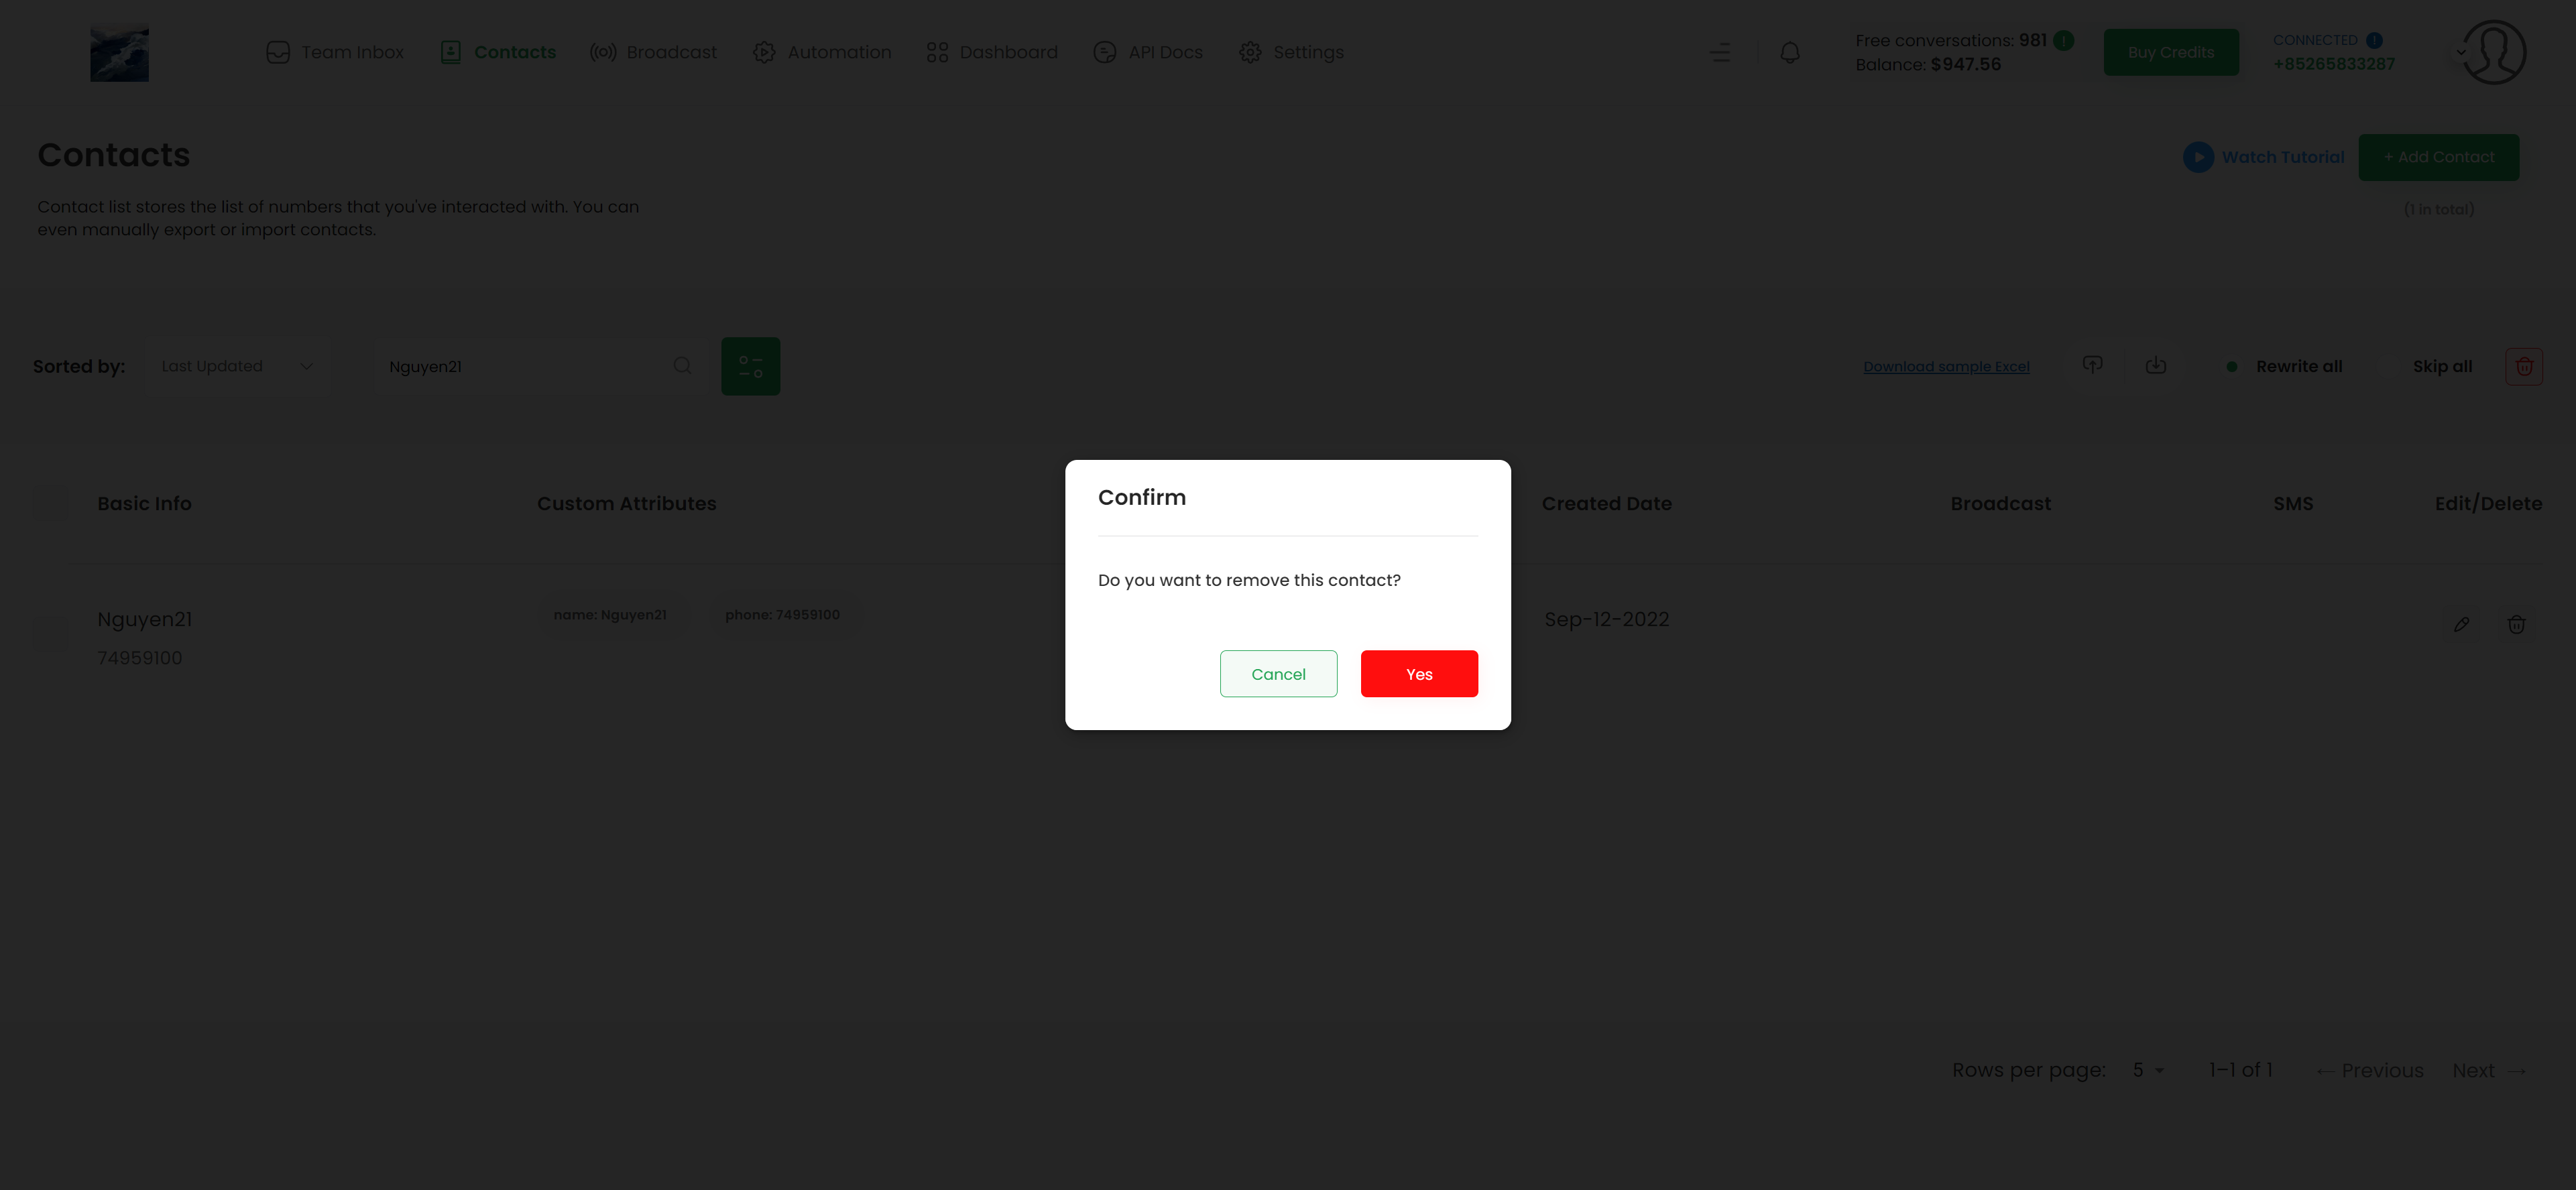 Team Inbox Contacts Broadcast Automation Dashboard API Docs Settings
Free conversations: 981
Balance: $947.56
Buy Credits
CONNECTED
+85265833287
Contacts
Contact list stores the list of numbers that you've interacted with. You can
even manually export or import contacts.
Watch Tutorial
+ Add Contact
(1 in total)
Sorted by: Last Updated Nguyen21 Download sample Excel Rewrite all Skip all
Basic Info Custom Attributes Created Date Broadcast SMS Edit/Delete
Nguyen21 name: Nguyen21 phone: 74959100 Sep-12-2022
74959100
Confirm
Do you want to remove this contact?
Cancel Yes
Rows per page: 5 1–1 of 1 ← Previous Next →